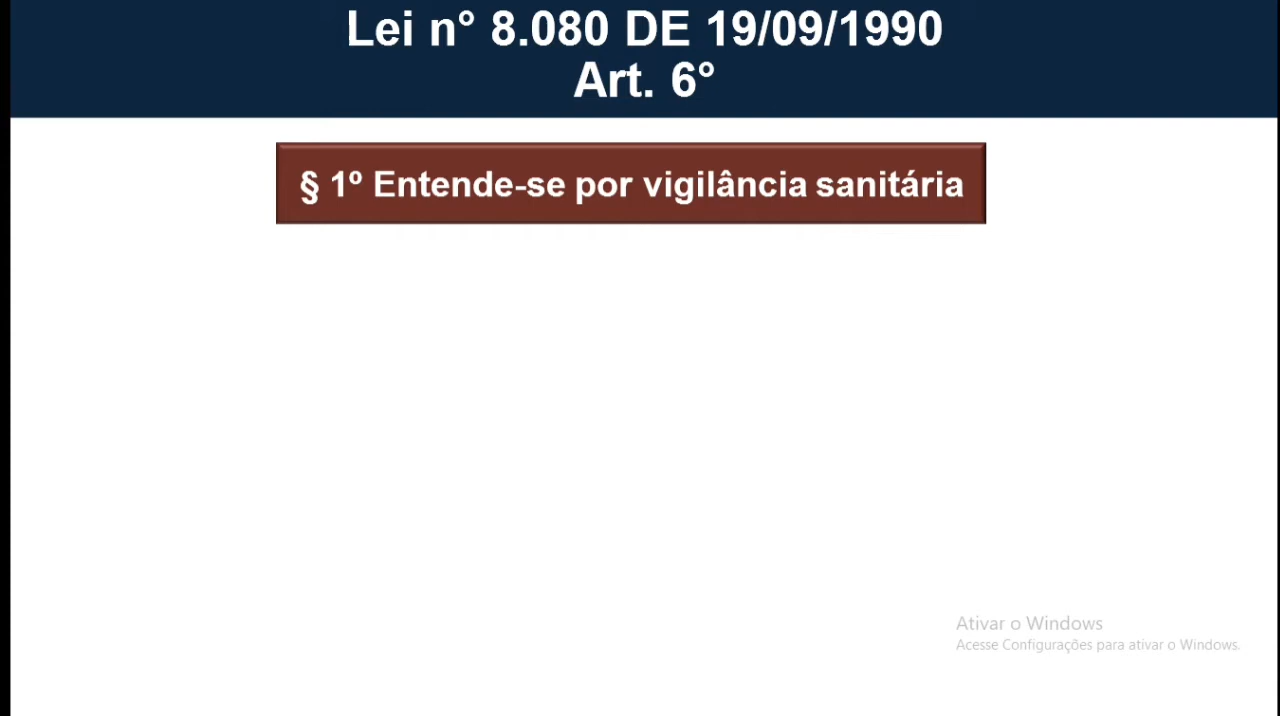 Lei n° 8.080 DE 19/09/1990
Art. 6°
§ 1º Entende-se por vigilância sanitária
Ativar o Windows
Acesse Configurações para ativar o Windows.